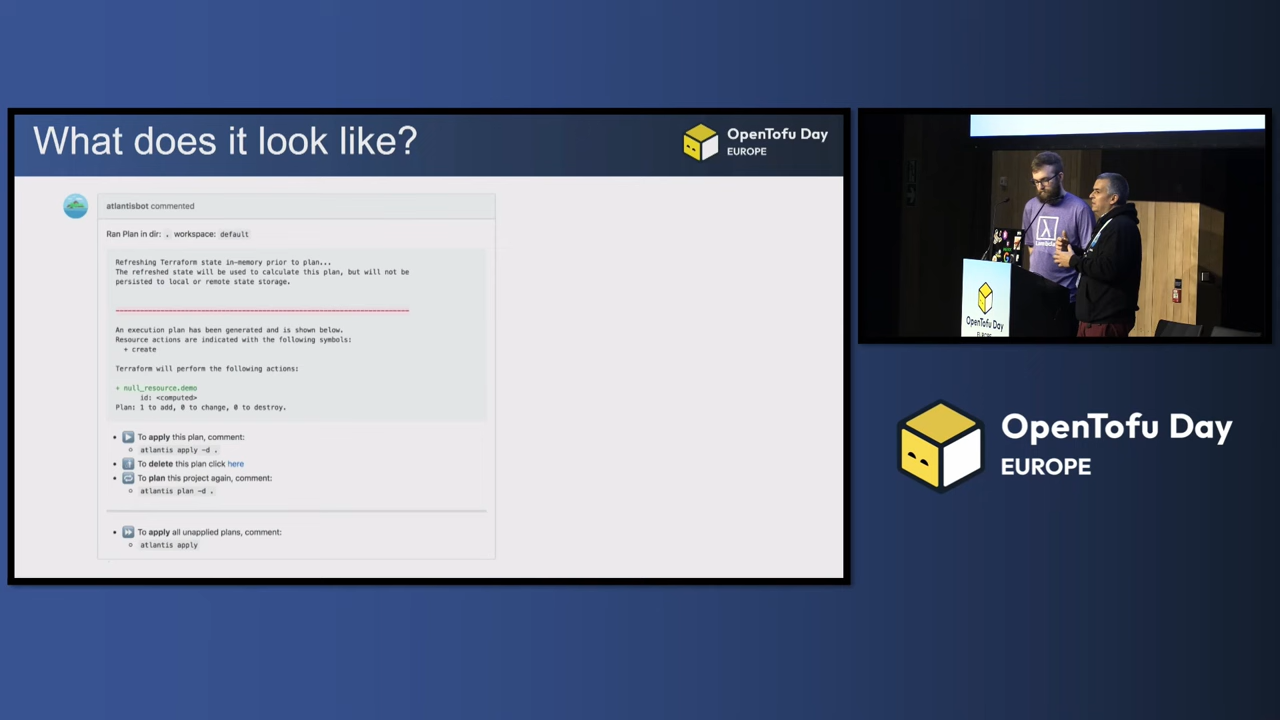 What does it look like?
OpenTofu Day
EUROPE
atlantisbot commented
Ran Plan in dir: . workspace: default
Refreshing Terraform state in-memory prior to plan...
The refreshed state will be used to calculate this plan, but will not be
persisted to local or remote state storage.
------------------------------------------------------------------------
An execution plan has been generated and is shown below.
Resource actions are indicated with the following symbols:
+ create
Terraform will perform the following actions:
+ null_resource.demo
id: <computed>
Plan: 1 to add, 0 to change, 0 to destroy.
To apply this plan, comment:
atlantis apply -d .
To delete this plan click here
To plan this project again, comment:
atlantis plan -d .
To apply all unapplied plans, comment:
atlantis apply
OpenTofu Day
OpenTofu Day
EUROPE